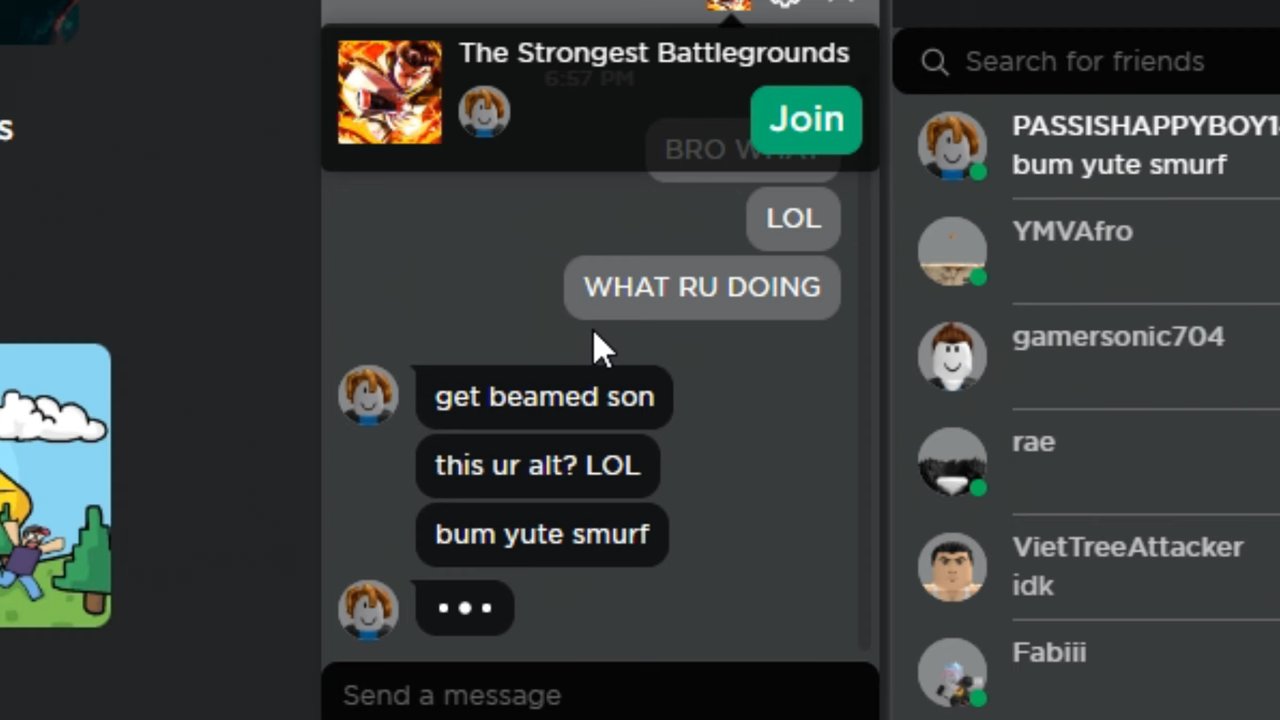 s
The Strongest Battlegrounds
6:57 PM
Join
BRO WHAT
LOL
WHAT RU DOING
get beamed son
this ur alt? LOL
bum yute smurf
Send a message
Search for friends
PASSISHAPPYBOY1
bum yute smurf
YMVAfro
gamersonic704
rae
VietTreeAttacker
idk
Fabiii